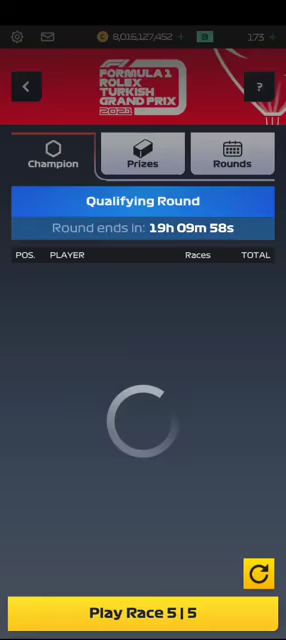 8,016,127,452 +
173 +
FORMULA 1
ROLEX
TURKISH
GRAND PRIX
2021
?
Champion
Prizes
Rounds
Qualifying Round
Round ends in: 19h 09m 58s
POS. PLAYER Races TOTAL
Play Race 5 | 5